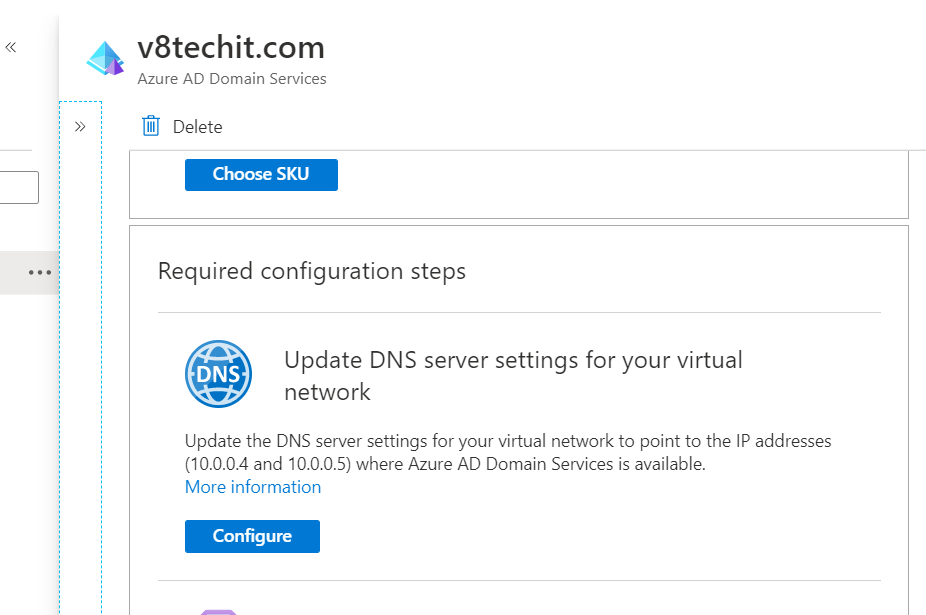 v8techit.com
Azure AD Domain Services
Delete
Choose SKU
Required configuration steps
DNS
Update DNS server settings for your virtual
network
Update the DNS server settings for your virtual network to point to the IP addresses
(10.0.0.4 and 10.0.0.5) where Azure AD Domain Services is available.
More information
Configure